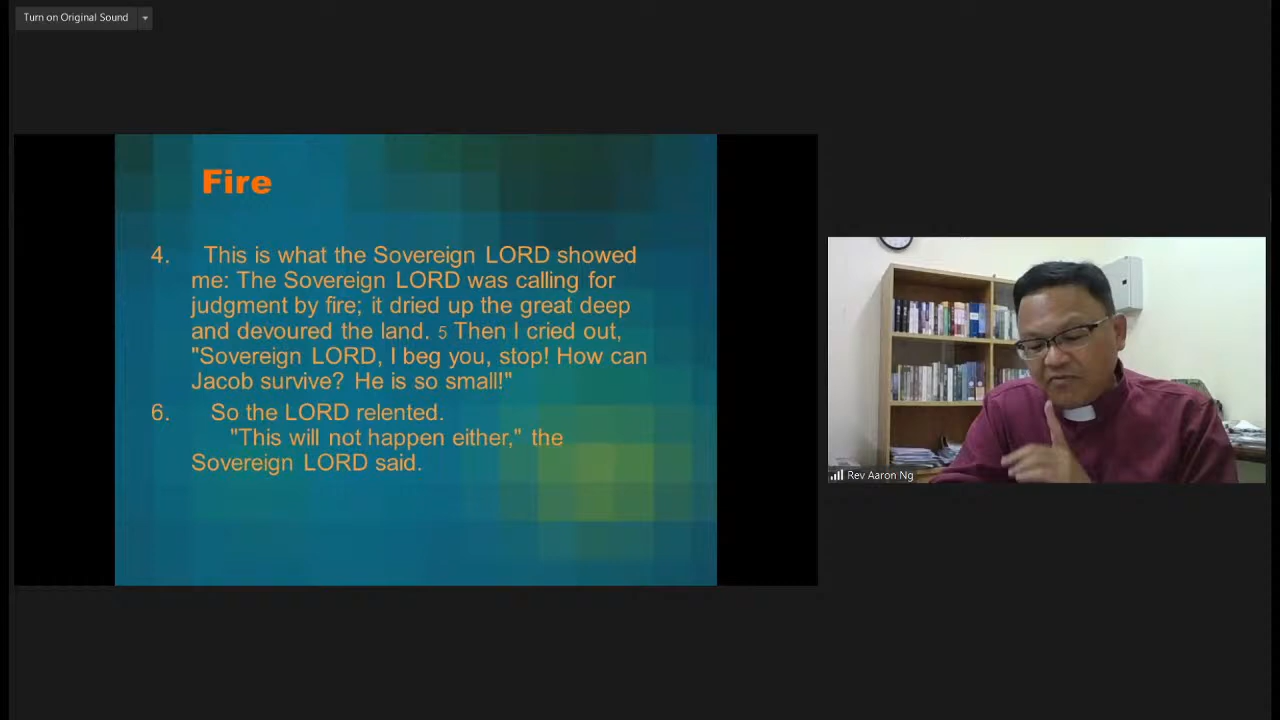 Turn on Original Sound
Fire
4. This is what the Sovereign LORD showed
me: The Sovereign LORD was calling for
judgment by fire; it dried up the great deep
and devoured the land. 5 Then I cried out,
"Sovereign LORD, I beg you, stop! How can
Jacob survive? He is so small!"
6. So the LORD relented.
"This will not happen either," the
Sovereign LORD said.
Rev Aaron Ng